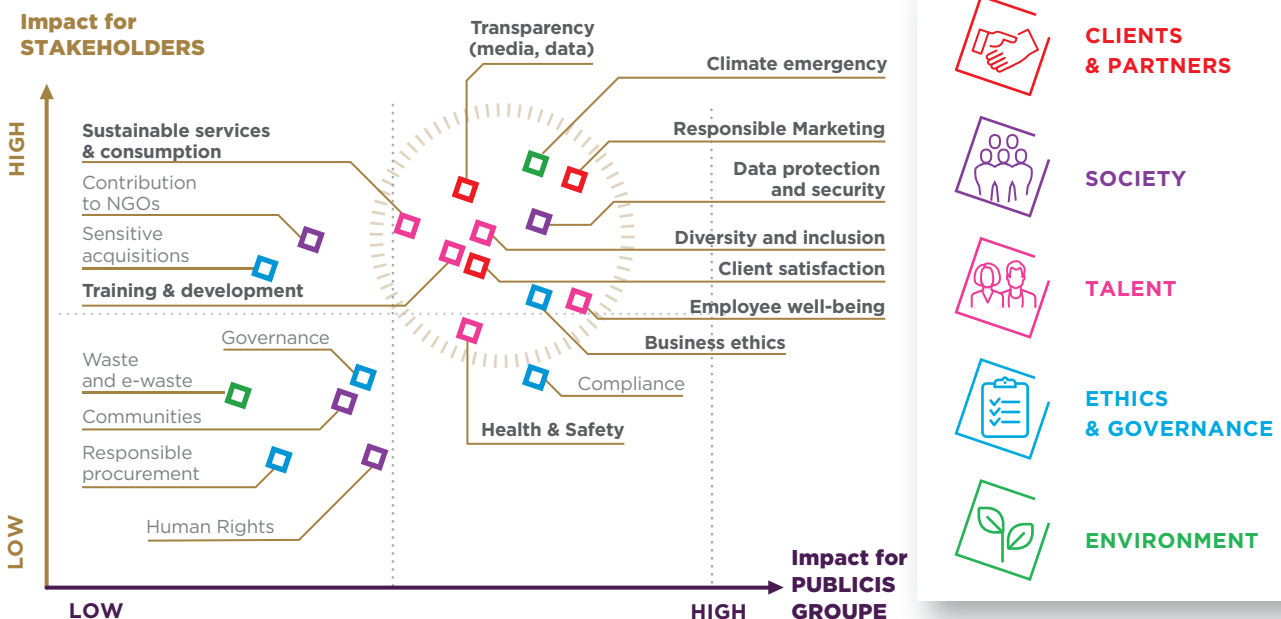 Impact for
STAKEHOLDERS
HIGH
LOW
Transparency
(media, data)
Climate emergency
Responsible Marketing
Data protection
and security
Diversity and inclusion
Client satisfaction
Employee well-being
Business ethics
Compliance
Health & Safety
Sustainable services
& consumption
Contribution
to NGOs
Sensitive
acquisitions
Training & development
Governance
Waste
and e-waste
Communities
Responsible
procurement
Human Rights
LOW
HIGH
Impact for
PUBLICIS
GROUPE
CLIENTS
& PARTNERS
SOCIETY
TALENT
ETHICS
& GOVERNANCE
ENVIRONMENT